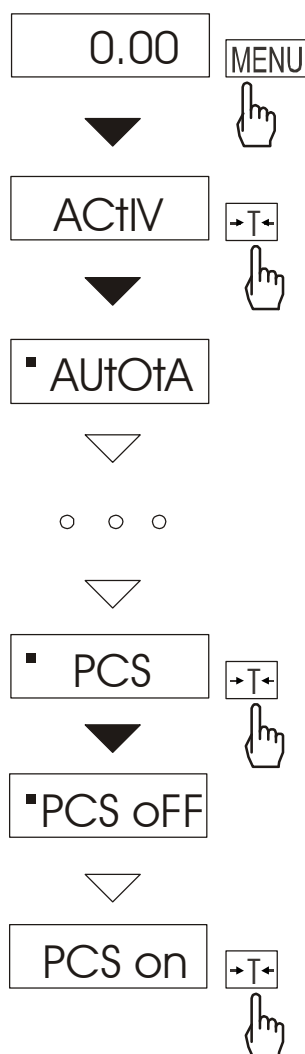 0.00 MENU
ACtIV →T←
AUtOtA
PCS →T←
PCS oFF
PCS on →T←